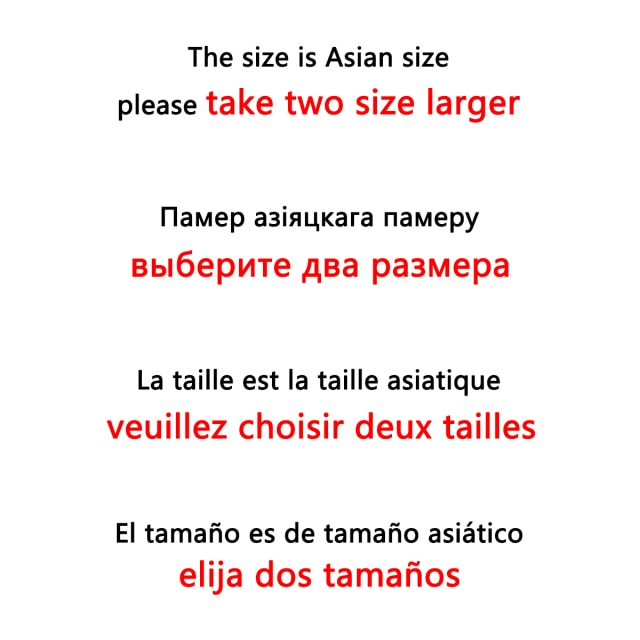 The size is Asian size
please take two size larger
Памер азіяцкага памеру
выберите два размера
La taille est la taille asiatique
veuillez choisir deux tailles
El tamaño es de tamaño asiático
elija dos tamaños